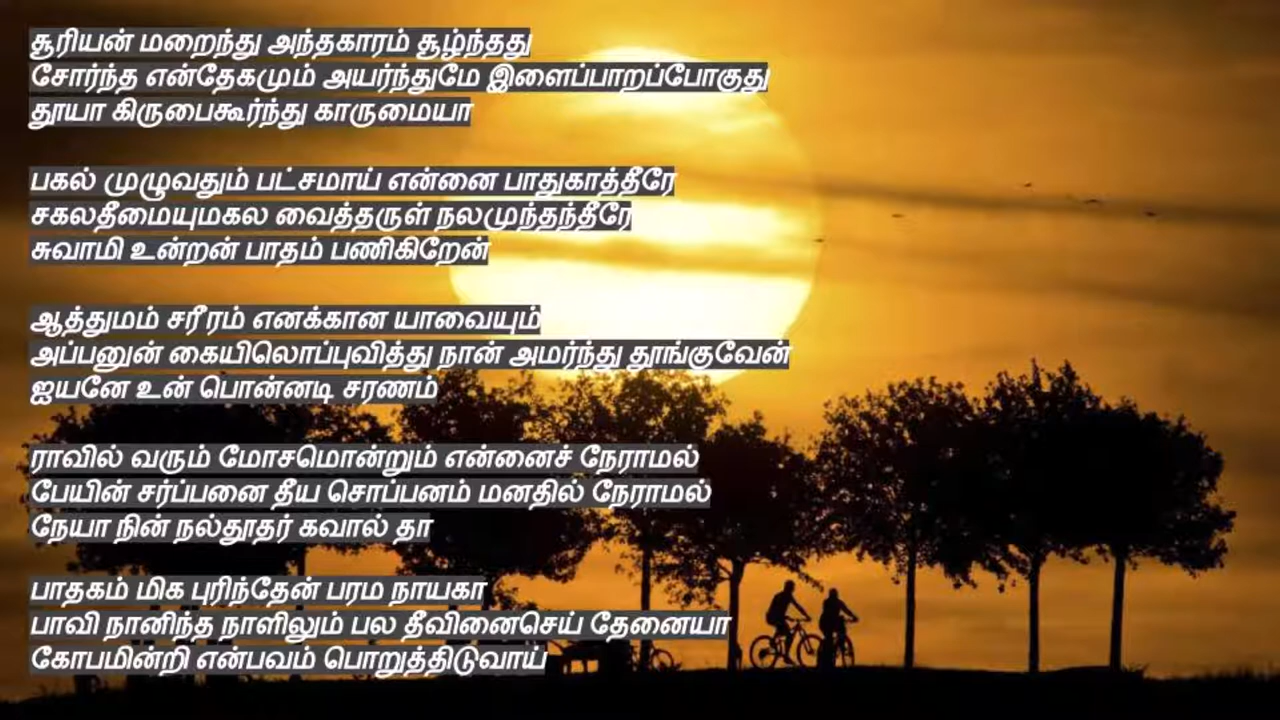 சூரியன் மறைந்து அந்தகாரம் சூழ்ந்தது
சோர்ந்த என்தேகமும் அயர்ந்துமே இளைப்பாறப்போகுது
தூயா கிருபைகூர்ந்து காருமையா
பகல் முழுவதும் பட்சமாய் என்னை பாதுகாத்தீரே
சகலதீமையுமகல வைத்தருள் நலமுந்தந்தீரே
சுவாமி உன்றன் பாதம் பணிகிறேன்
ஆத்துமம் சரீரம் எனக்கான யாவையும்
அப்பனுன் கையிலொப்புவித்து நான் அமர்ந்து தூங்குவேன்
ஐயனே உன் பொன்னடி சரணம்
ராவில் வரும் மோசமொன்றும் என்னைச் நேராமல்
பேயின் சர்ப்பனை தீய சொப்பனம் மனதில் நேராமல்
நேயா நின் நல்தூதர் கவால் தா
பாதகம் மிக புரிந்தேன் பரம நாயகா
பாவி நானிந்த நாளிலும் பல தீவினைசெய் தேனையா
கோபமின்றி என்பவம் பொறுத்திடுவாய்